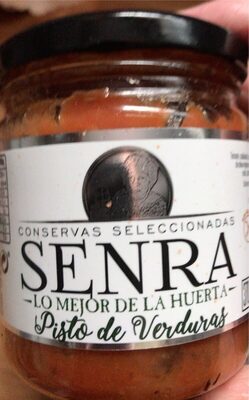 CONSERVAS SELECCIONADAS
SENRA
LO MEJOR DE LA HUERTA
Pisto de Verduras